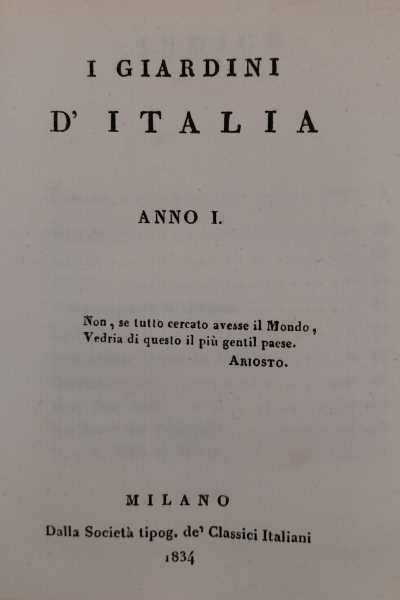 I GIARDINI
D' ITALIA
ANNO I.
Non, se tutto cercato avesse il Mondo,
Vedria di questo il più gentil paese.
ARIOSTO.
MILANO
Dalla Società tipog. de' Classici Italiani
1834